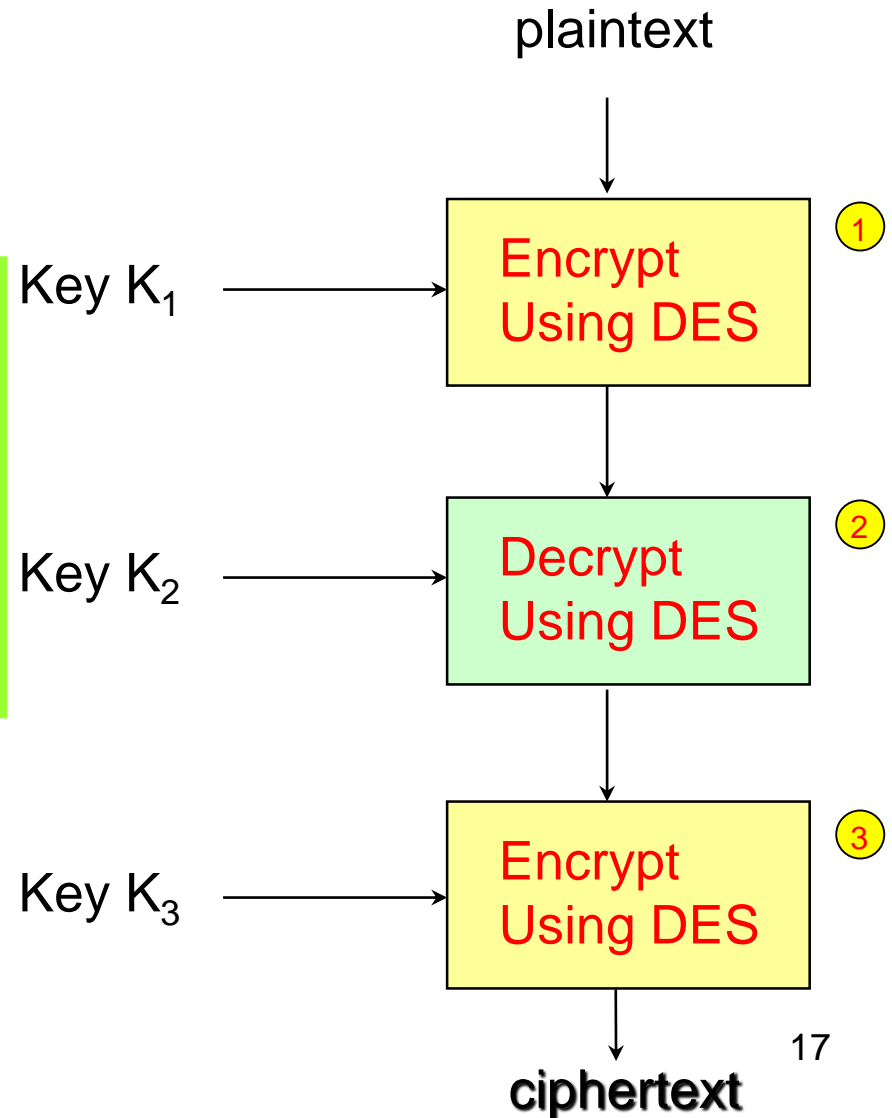 plaintext
1
Encrypt
Key K₁
Using DES
2
Decrypt
Key K₂
Using DES
3
Encrypt
Key K₃
Using DES
17
ciphertext